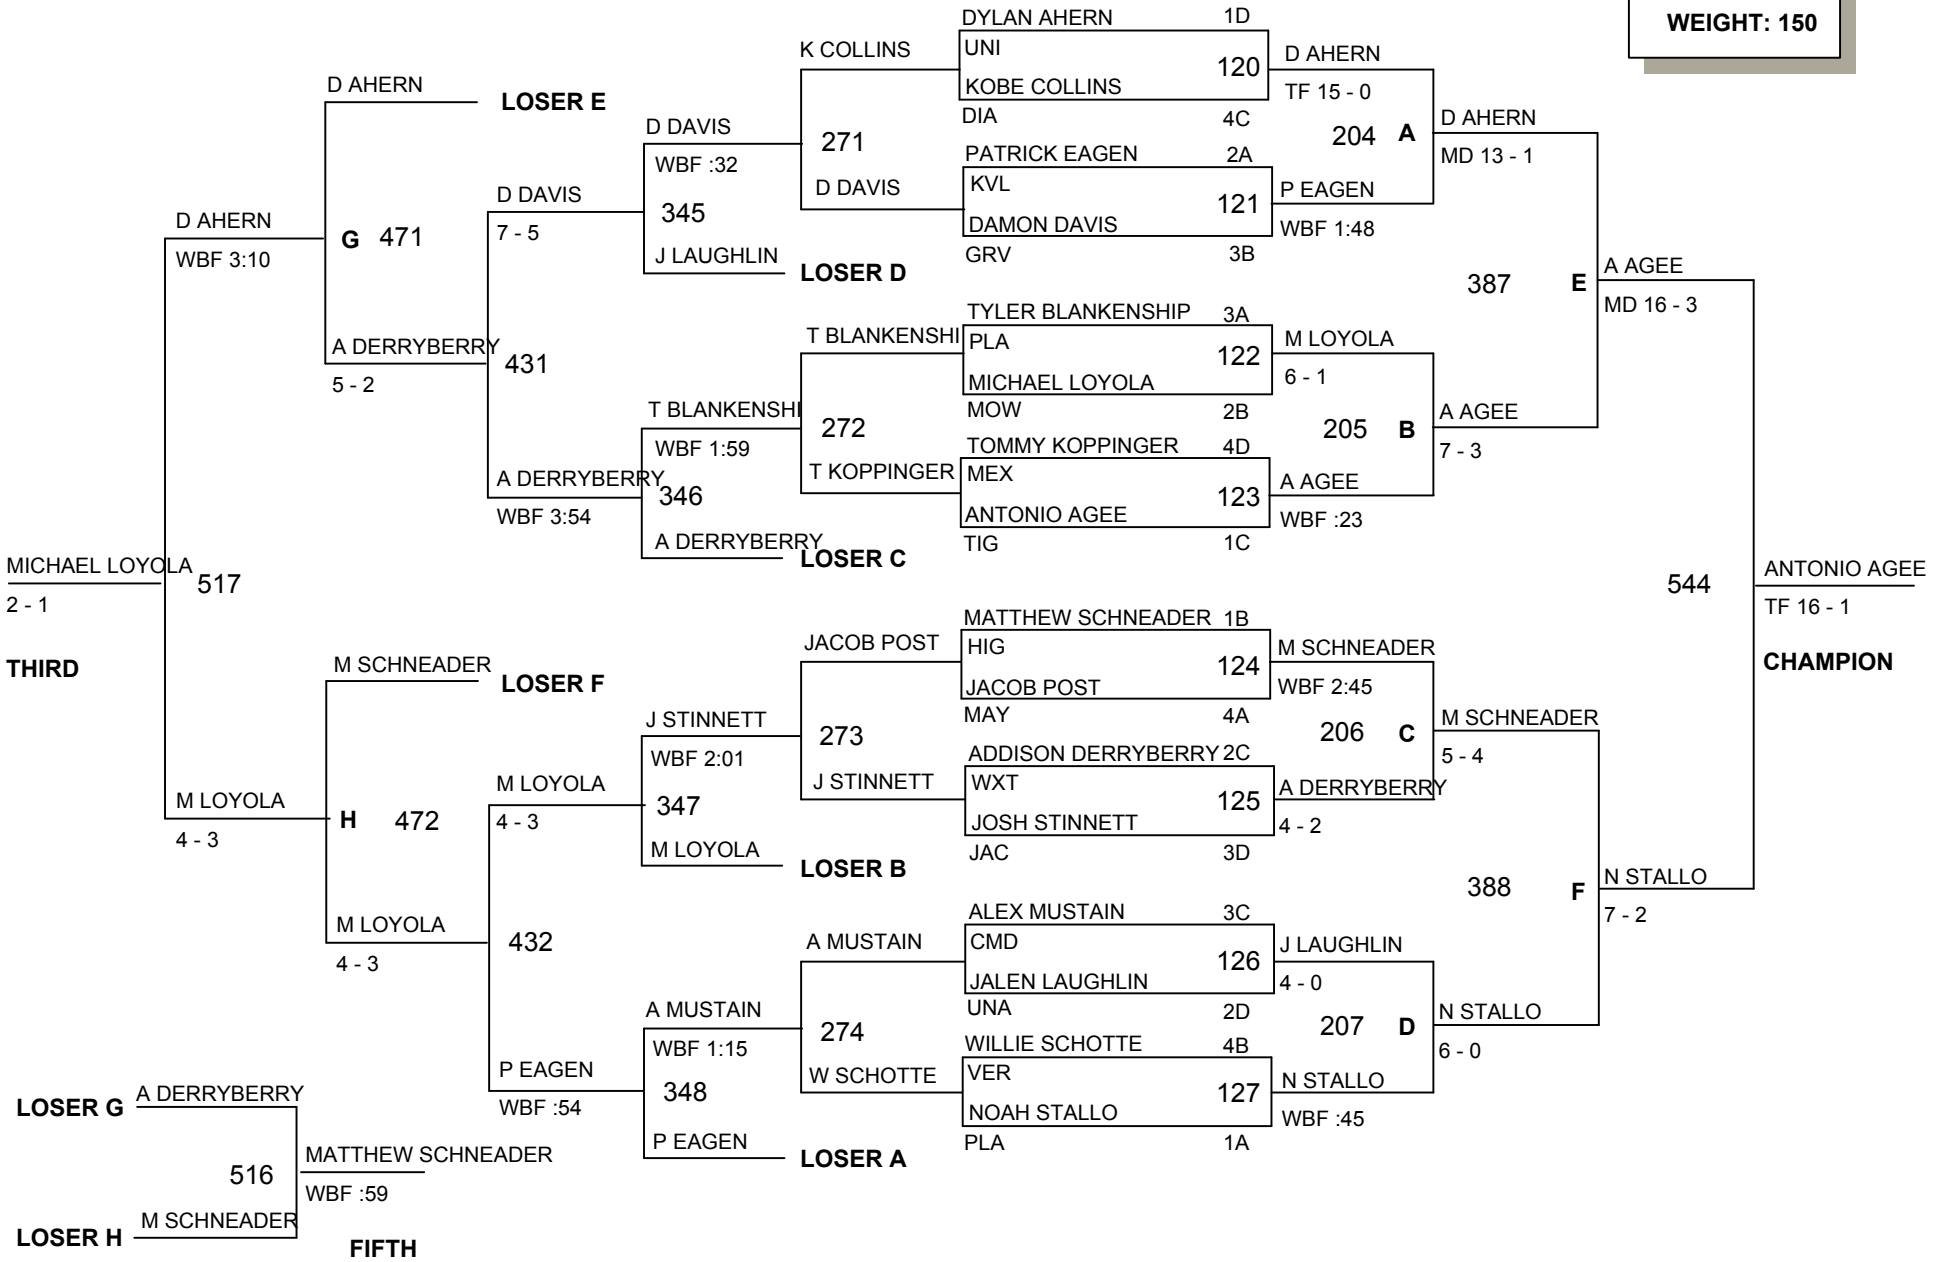 WEIGHT: 150
DYLAN AHERN 1D
UNI
120
KOBE COLLINS
DIA 4C
PATRICK EAGEN 2A
KVL
121
DAMON DAVIS
GRV 3B
TYLER BLANKENSHIP 3A
PLA
122
MICHAEL LOYOLA
MOW 2B
TOMMY KOPPINGER 4D
MEX
123
ANTONIO AGEE
TIG 1C
MATTHEW SCHNEADER 1B
HIG
124
JACOB POST
MAY 4A
ADDISON DERRYBERRY 2C
WXT
125
JOSH STINNETT
JAC 3D
ALEX MUSTAIN 3C
CMD
126
JALEN LAUGHLIN
UNA 2D
WILLIE SCHOTTE 4B
VER
127
NOAH STALLO
PLA 1A
D AHERN
TF 15 - 0
204 A
P EAGEN
WBF 1:48
M LOYOLA
6 - 1
205 B
A AGEE
WBF :23
M SCHNEADER
WBF 2:45
206 C
A DERRYBERRY
4 - 2
J LAUGHLIN
4 - 0
207 D
N STALLO
WBF :45
D AHERN
MD 13 - 1
387 E
A AGEE
7 - 3
M SCHNEADER
5 - 4
388 F
N STALLO
6 - 0
A AGEE
MD 16 - 3
544
N STALLO
7 - 2
ANTONIO AGEE
TF 16 - 1
CHAMPION
K COLLINS
271
D DAVIS
T BLANKENSHI
272
T KOPPINGER
JACOB POST
273
J STINNETT
A MUSTAIN
274
W SCHOTTE
D DAVIS
WBF :32
345
J LAUGHLIN
LOSER D
T BLANKENSHI
WBF 1:59
346
A DERRYBERRY
LOSER C
J STINNETT
WBF 2:01
347
M LOYOLA
LOSER B
A MUSTAIN
WBF 1:15
348
P EAGEN
LOSER A
D DAVIS
7 - 5
431
A DERRYBERRY
WBF 3:54
M LOYOLA
4 - 3
432
P EAGEN
WBF :54
D AHERN
LOSER E
G 471
A DERRYBERRY
5 - 2
M SCHNEADER
LOSER F
H 472
M LOYOLA
4 - 3
D AHERN
WBF 3:10
517
M LOYOLA
4 - 3
MICHAEL LOYOLA
2 - 1
THIRD
LOSER G A DERRYBERRY
516
LOSER H M SCHNEADER
MATTHEW SCHNEADER
WBF :59
FIFTH